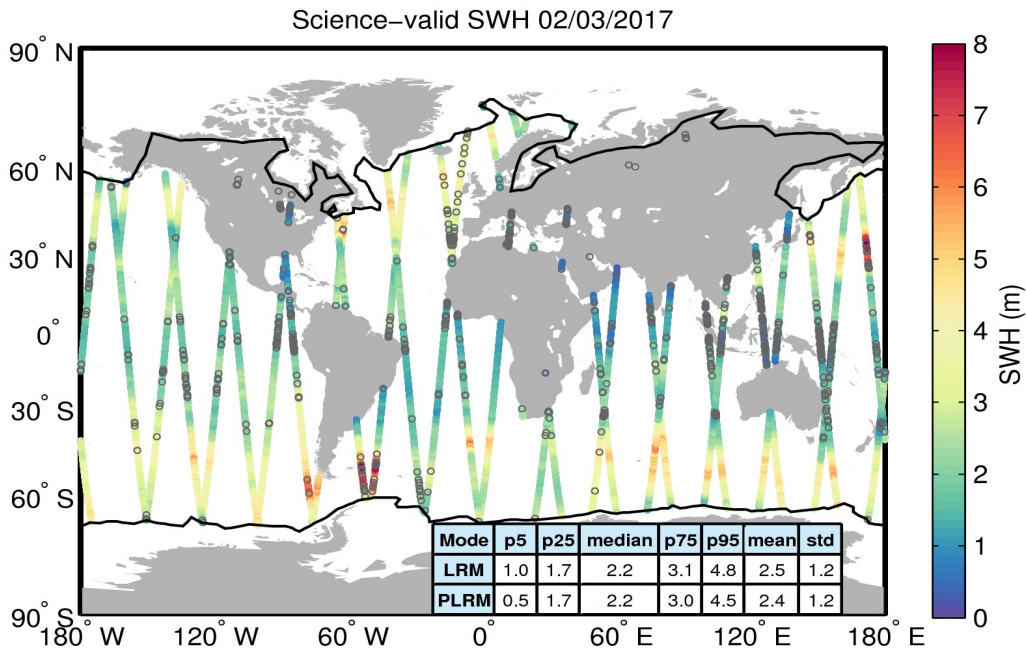 Science−valid SWH 02/03/2017
90° N
60° N
30° N
0°
30° S
60° S
90° S
180° W
120° W
60° W
0°
60° E
120° E
180° E
8
7
6
5
4
3
2
1
0
SWH (m)
Mode p5 p25 median p75 p95 mean std
LRM 1.0 1.7 2.2 3.1 4.8 2.5 1.2
PLRM 0.5 1.7 2.2 3.0 4.5 2.4 1.2